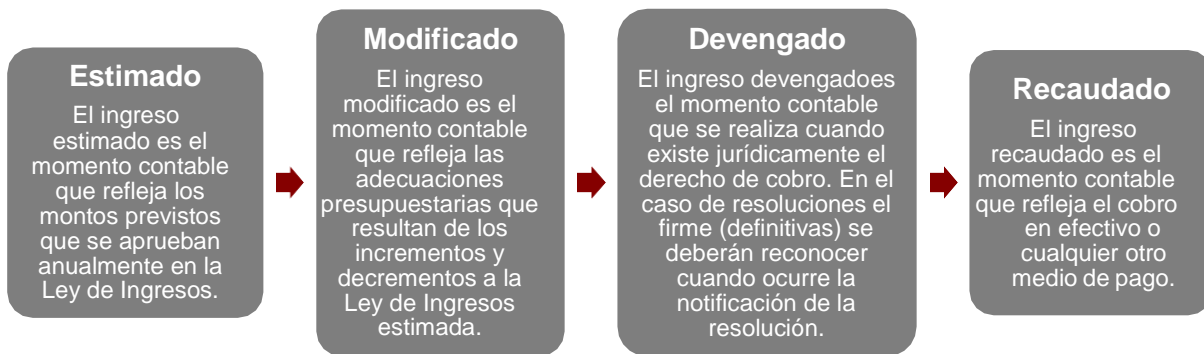 Estimado
El ingreso
estimado es el
momento contable
que refleja los
montos previstos
que se aprueban
anualmente en la
Ley de Ingresos.
Modificado
El ingreso
modificado es el
momento contable
que refleja las
adecuaciones
presupuestarias que
resultan de los
incrementos y
decrementos a la
Ley de Ingresos
estimada.
Devengado
El ingreso devengadoes
el momento contable
que se realiza cuando
existe jurídicamente el
derecho de cobro. En el
caso de resoluciones el
firme (definitivas) se
deberán reconocer
cuando ocurre la
notificación de la
resolución.
Recaudado
El ingreso
recaudado es el
momento contable
que refleja el cobro
en efectivo o
cualquier otro
medio de pago.